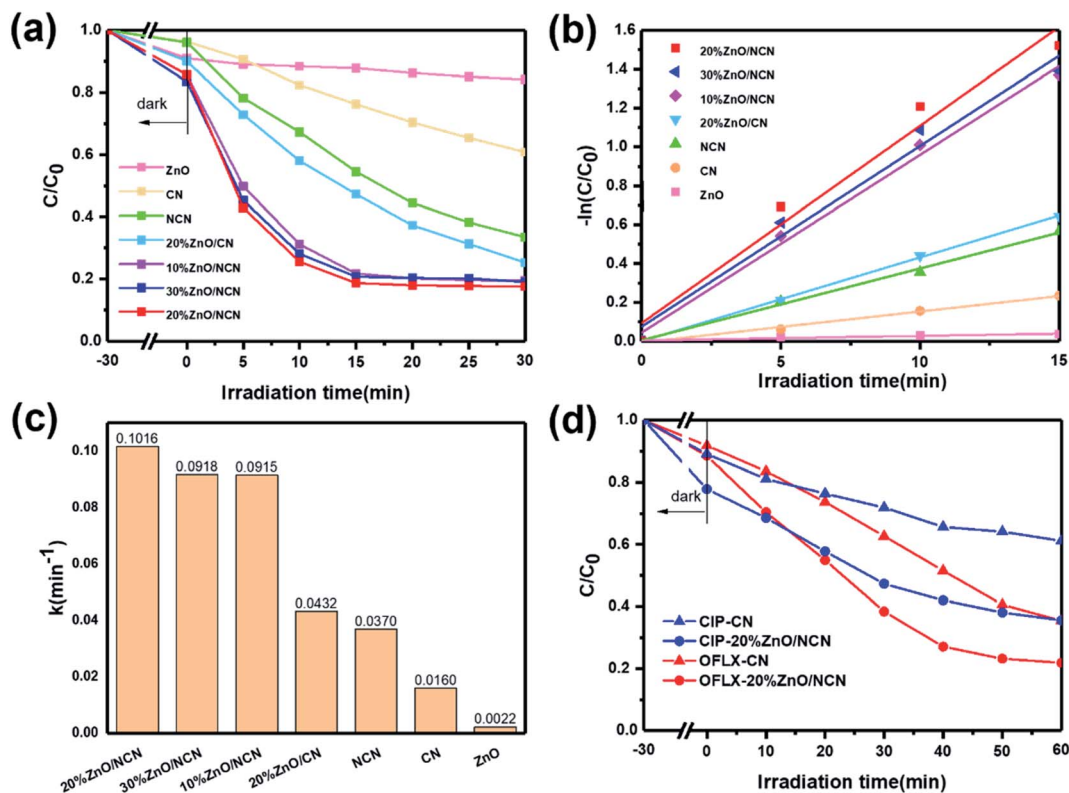 (a)
C/C0
1.0
0.8
0.6
0.4
0.2
0.0
dark
ZnO
CN
NCN
20%ZnO/CN
10%ZnO/NCN
30%ZnO/NCN
20%ZnO/NCN
-30 0 5 10 15 20 25 30
Irradiation time(min)
(b)
-ln(C/C0)
1.6
1.4
1.2
1.0
0.8
0.6
0.4
0.2
0.0
20%ZnO/NCN
30%ZnO/NCN
10%ZnO/NCN
20%ZnO/CN
NCN
CN
ZnO
0 5 10 15
Irradiation time(min)
(c)
k(min-1)
0.10
0.08
0.06
0.04
0.02
0.00
0.1016
0.0918
0.0915
0.0432
0.0370
0.0160
0.0022
20%ZnO/NCN
30%ZnO/NCN
10%ZnO/NCN
20%ZnO/CN
NCN
CN
ZnO
(d)
C/C0
1.0
0.8
0.6
0.4
0.2
0.0
dark
CIP-CN
CIP-20%ZnO/NCN
OFLX-CN
OFLX-20%ZnO/NCN
-30 0 10 20 30 40 50 60
Irradiation time(min)